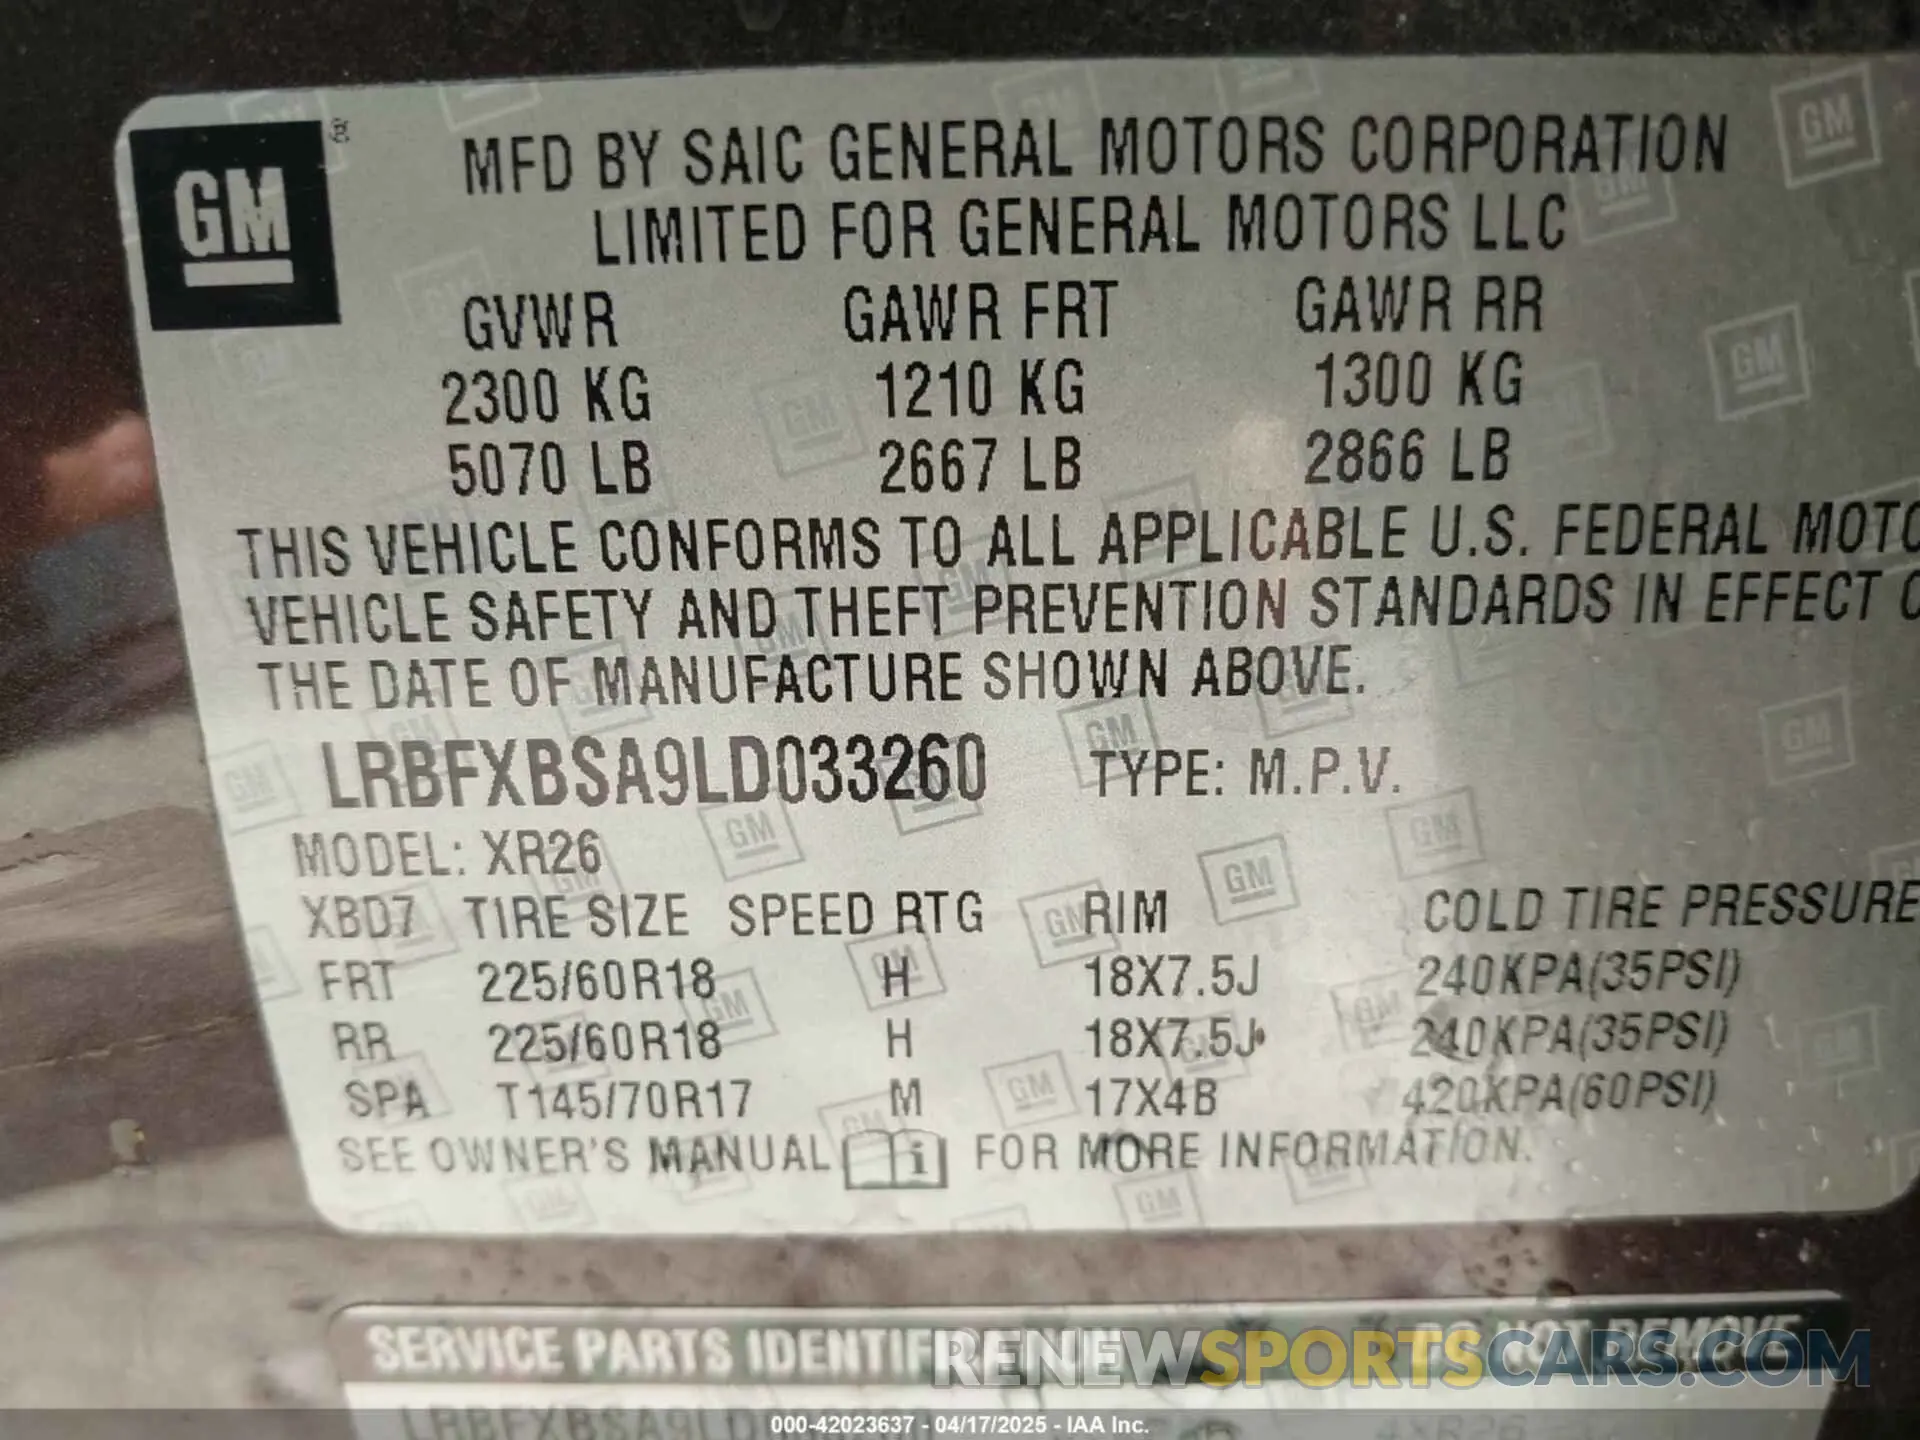 GM
MFD BY SAIC GENERAL MOTORS CORPORATION
LIMITED FOR GENERAL MOTORS LLC
GVWR GAWR FRT GAWR RR
2300 KG 1210 KG 1300 KG
5070 LB 2667 LB 2866 LB
THIS VEHICLE CONFORMS TO ALL APPLICABLE U.S. FEDERAL MOTO
VEHICLE SAFETY AND THEFT PREVENTION STANDARDS IN EFFECT
THE DATE OF MANUFACTURE SHOWN ABOVE.
LRBFXBSA9LD033260 TYPE: M.P.V.
MODEL: XR26
XBD7 TIRE SIZE SPEED RTG RIM COLD TIRE PRESSURE
FRT 225/60R18 H 18X7.5J 240KPA(35PSI)
RR 225/60R18 H 18X7.5J 240KPA(35PSI)
SPA T145/70R17 M 17X4B 420KPA(60PSI)
SEE OWNER'S MANUAL i FOR MORE INFORMATION.
SERVICE PARTS IDENTIFICATION DO NOT REMOVE
RENEWSPORTSCARS.COM
000-42023637 - 04/17/2025 - IAA Inc.